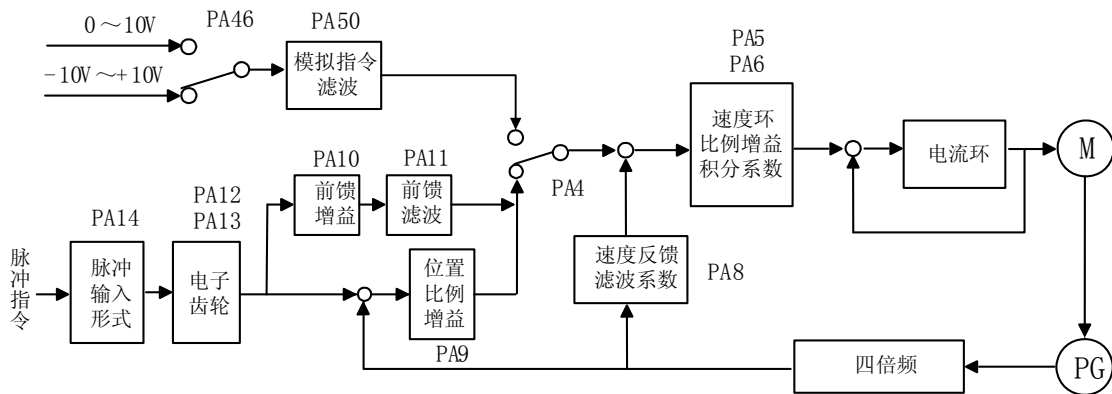 0～10V
PA46
-10V～+10V
PA50
模拟指令
滤波
PA5
PA6
速度环
比例增益
积分系数
电流环
M
PA4
PA10
前馈
增益
PA11
前馈
滤波
PA12
PA13
电子
齿轮
PA14
脉冲
输入
形式
脉冲指令
位置
比例
增益
PA9
速度反馈
滤波系数
PA8
四倍频
PG